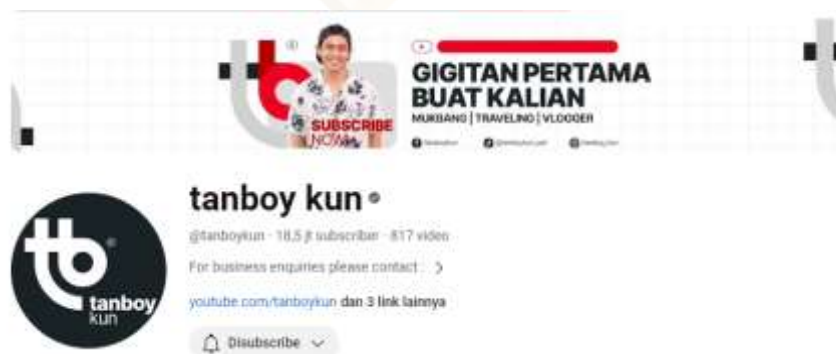 GIGITAN PERTAMA
BUAT KALIAN
MUKBANG | TRAVELING | VLOGGER
SUBSCRIBE
NOW
tanboy kun
@tanboykun · 18,5 jt subscriber · 817 video
For business enquiries please contact :
youtube.com/tanboykun dan 3 link lainnya
Disubscribe
tb
tanboy
kun